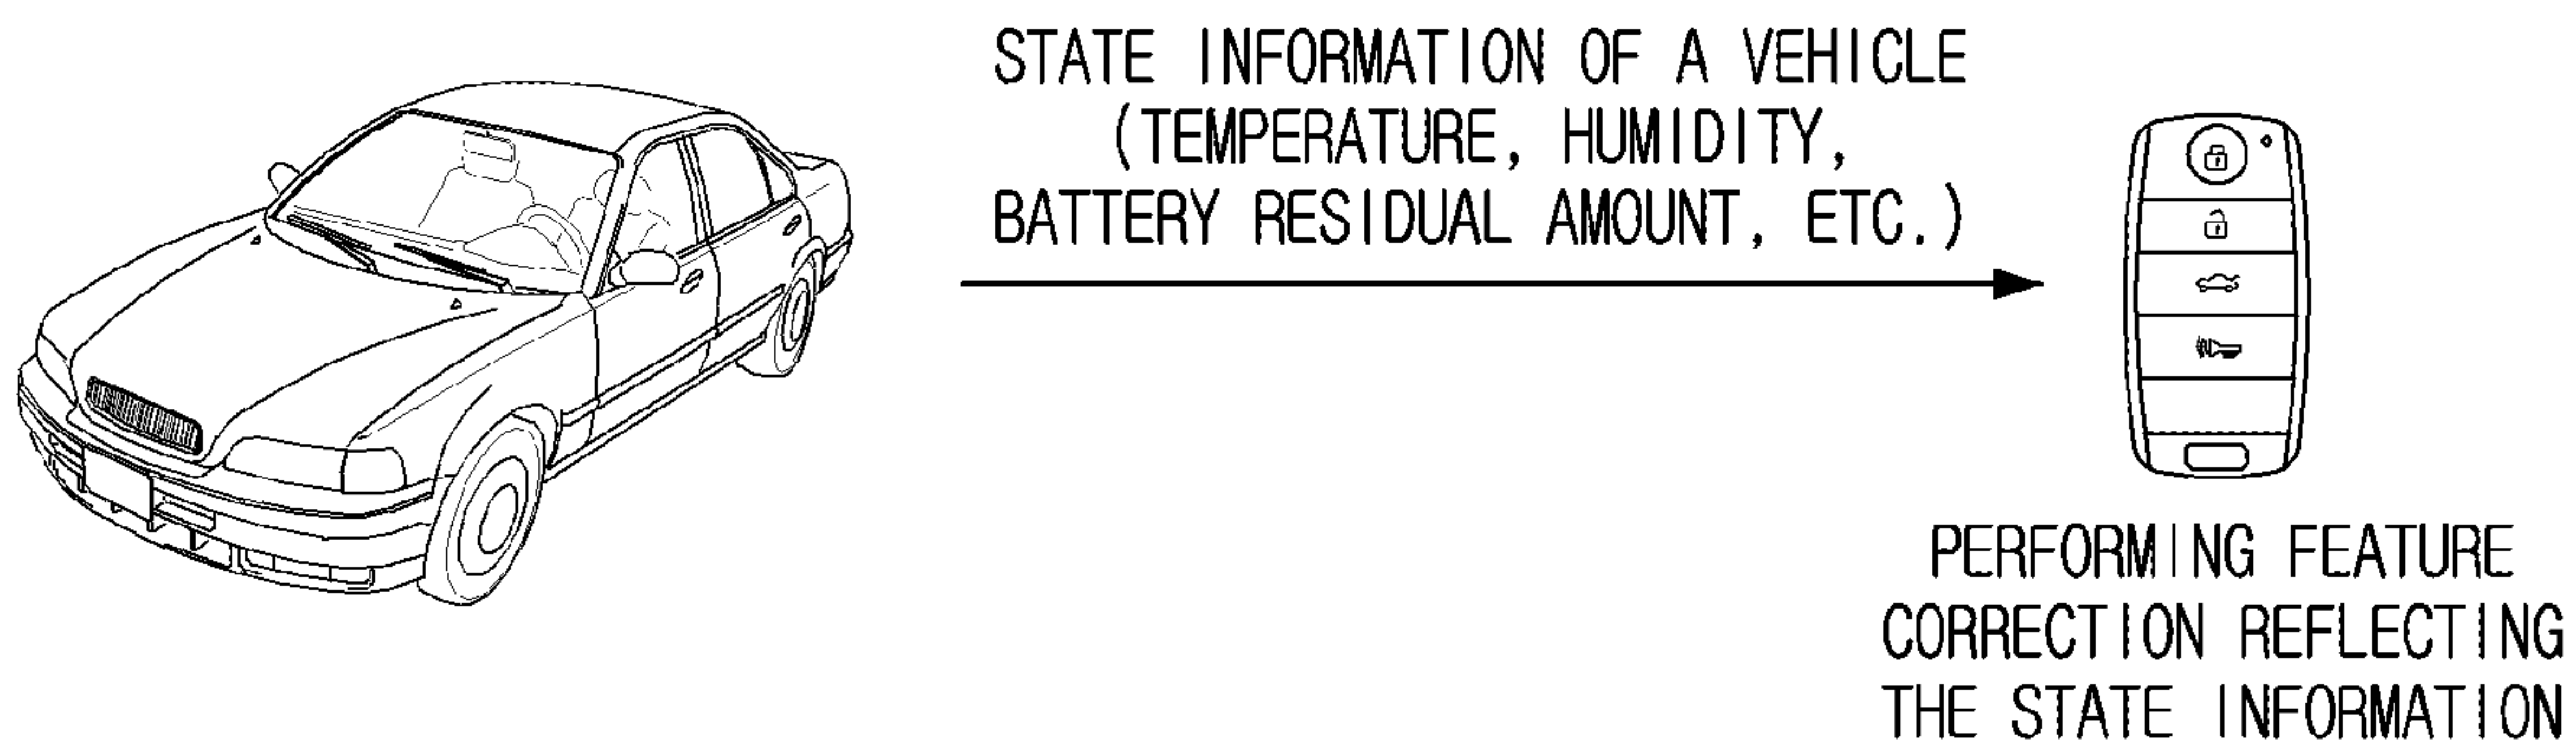 STATE INFORMATION OF A VEHICLE
(TEMPERATURE, HUMIDITY,
BATTERY RESIDUAL AMOUNT, ETC.)
PERFORMING FEATURE
CORRECTION REFLECTING
THE STATE INFORMATION